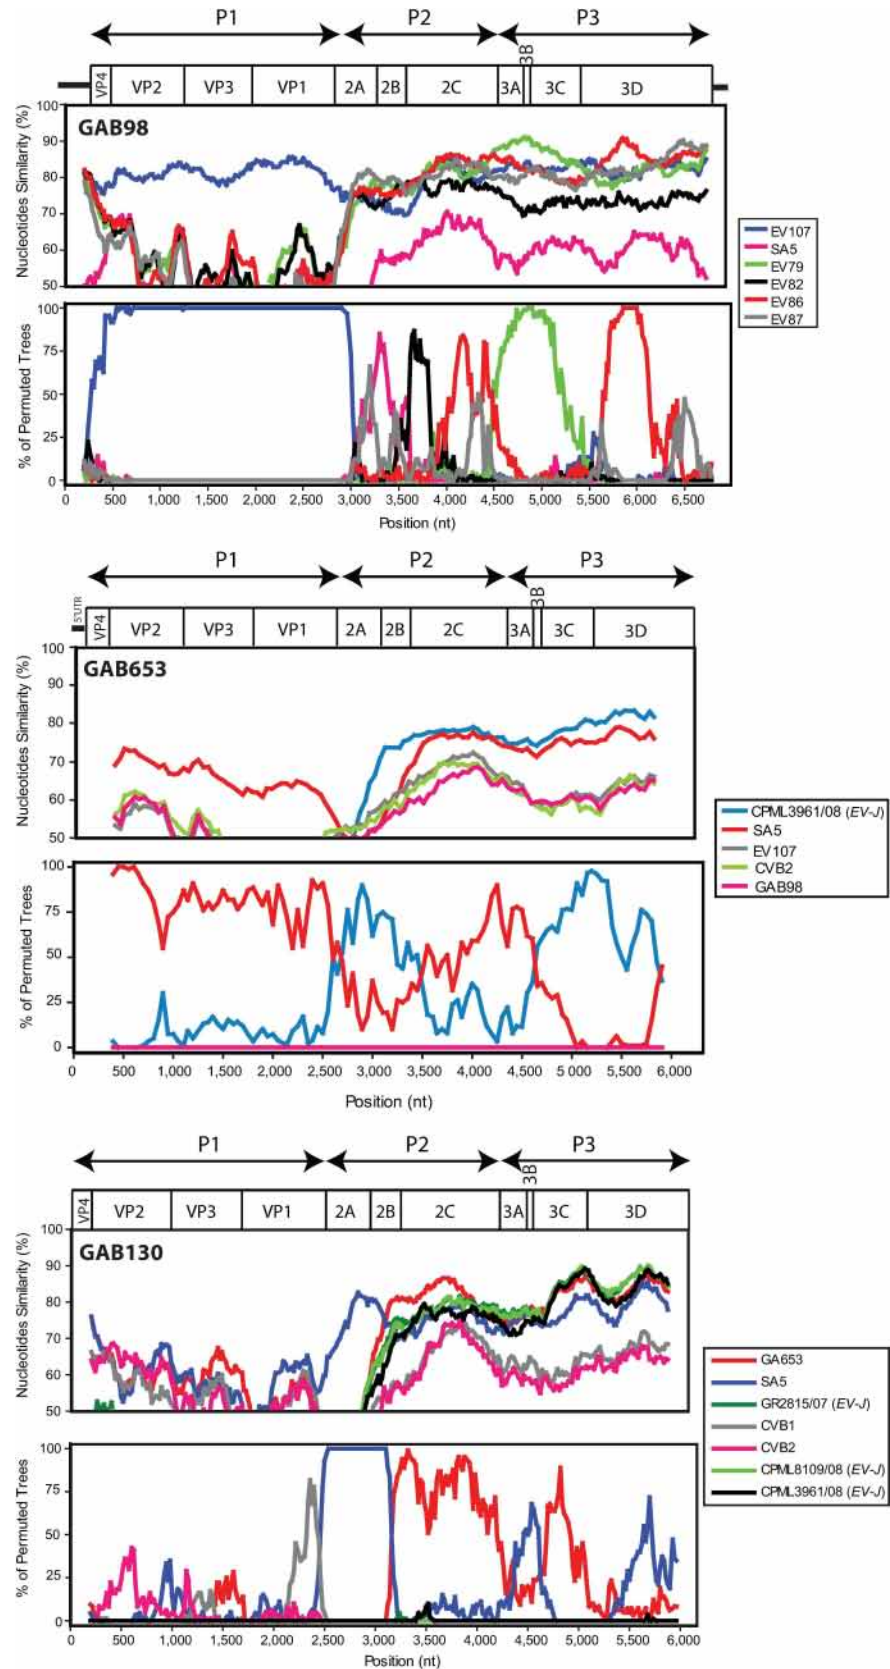 P1 P2 P3
3B
VP4 VP2 VP3 VP1 2A 2B 2C 3A 3C 3D
Nucleotides Similarity (%)
100
90
80
70
60
50
GAB98
EV107
SA5
EV79
EV82
EV86
EV87
% of Permuted Trees
100
75
50
25
0
0 500 1,000 1,500 2,000 2,500 3,000 3,500 4,000 4,500 5,000 5,500 6,000 6,500
Position (nt)
P1 P2 P3
5'UTR
3B
VP4 VP2 VP3 VP1 2A 2B 2C 3A 3C 3D
Nucleotides Similarity (%)
100
90
80
70
60
50
GAB653
CPML3961/08 (EV-J)
SA5
EV107
CVB2
GAB98
% of Permuted Trees
100
75
50
25
0
0 500 1,000 1,500 2,000 2,500 3,000 3,500 4,000 4,500 5 000 5,500 6,000
Position (nt)
P1 P2 P3
3B
VP4 VP2 VP3 VP1 2A 2B 2C 3A 3C 3D
Nucleotides Similarity (%)
100
90
80
70
60
50
GAB130
GA653
SA5
GR2815/07 (EV-J)
CVB1
CVB2
CPML8109/08 (EV-J)
CPML3961/08 (EV-J)
% of Permuted Trees
100
75
50
25
0
0 500 1,000 1,500 2,000 2,500 3,000 3,500 4,000 4,500 5,000 5,500 6,000
Position (nt)